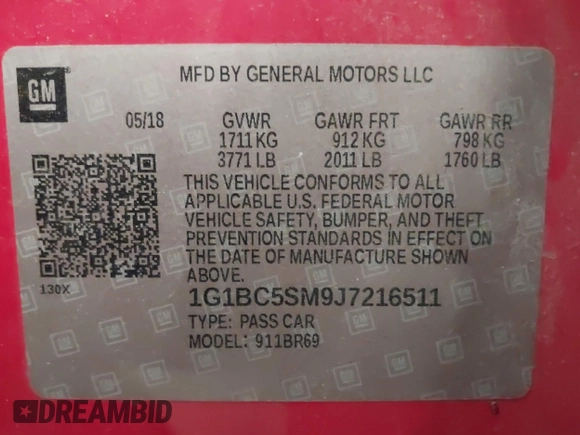 GM
MFD BY GENERAL MOTORS LLC
05/18 GVWR GAWR FRT GAWR RR
1711 KG 912 KG 798 KG
3771 LB 2011 LB 1760 LB
THIS VEHICLE CONFORMS TO ALL
APPLICABLE U.S. FEDERAL MOTOR
VEHICLE SAFETY, BUMPER, AND THEFT
PREVENTION STANDARDS IN EFFECT ON
THE DATE OF MANUFACTURE SHOWN
ABOVE.
130X
1G1BC5SM9J7216511
TYPE: PASS CAR
MODEL: 911BR69
DREAMBID